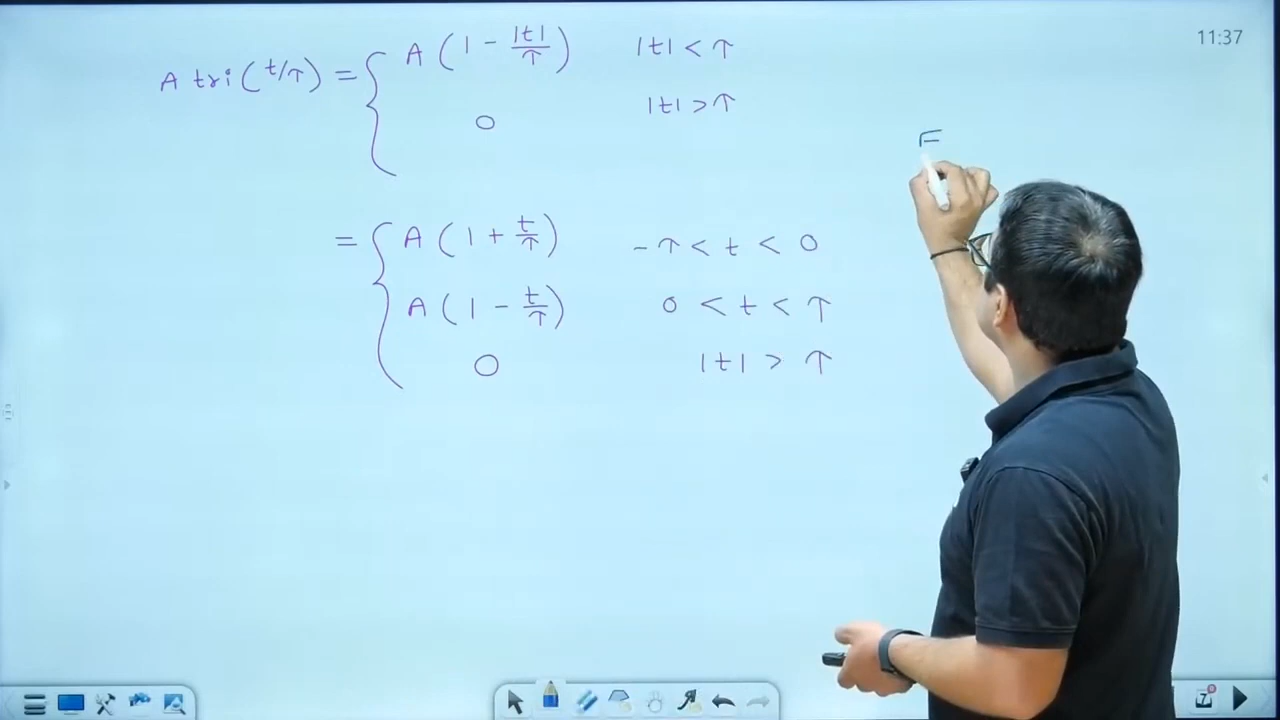 A tri(t/↑) = { A(1 - |t|/↑) |t| < ↑
0 |t| > ↑
= { A(1 + t/↑) -↑ < t < 0
A(1 - t/↑) 0 < t < ↑
0 |t| > ↑
F
11:37